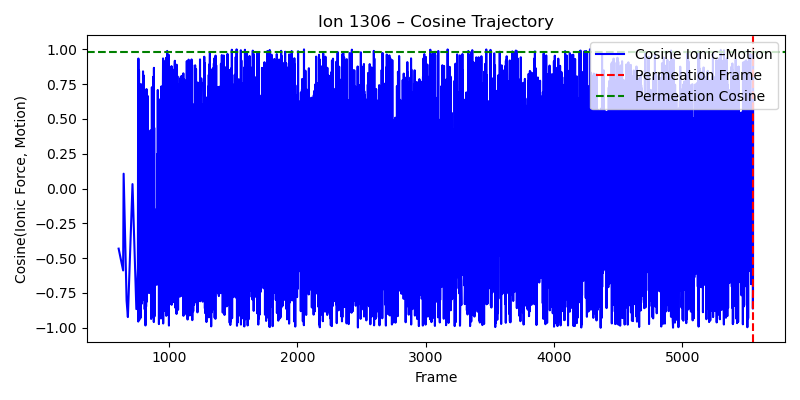 Ion 1306 – Cosine Trajectory
Cosine(Ionic Force, Motion)
1.00
0.75
0.50
0.25
0.00
−0.25
−0.50
−0.75
−1.00
Cosine Ionic–Motion
Permeation Frame
Permeation Cosine
1000
2000
3000
4000
5000
Frame